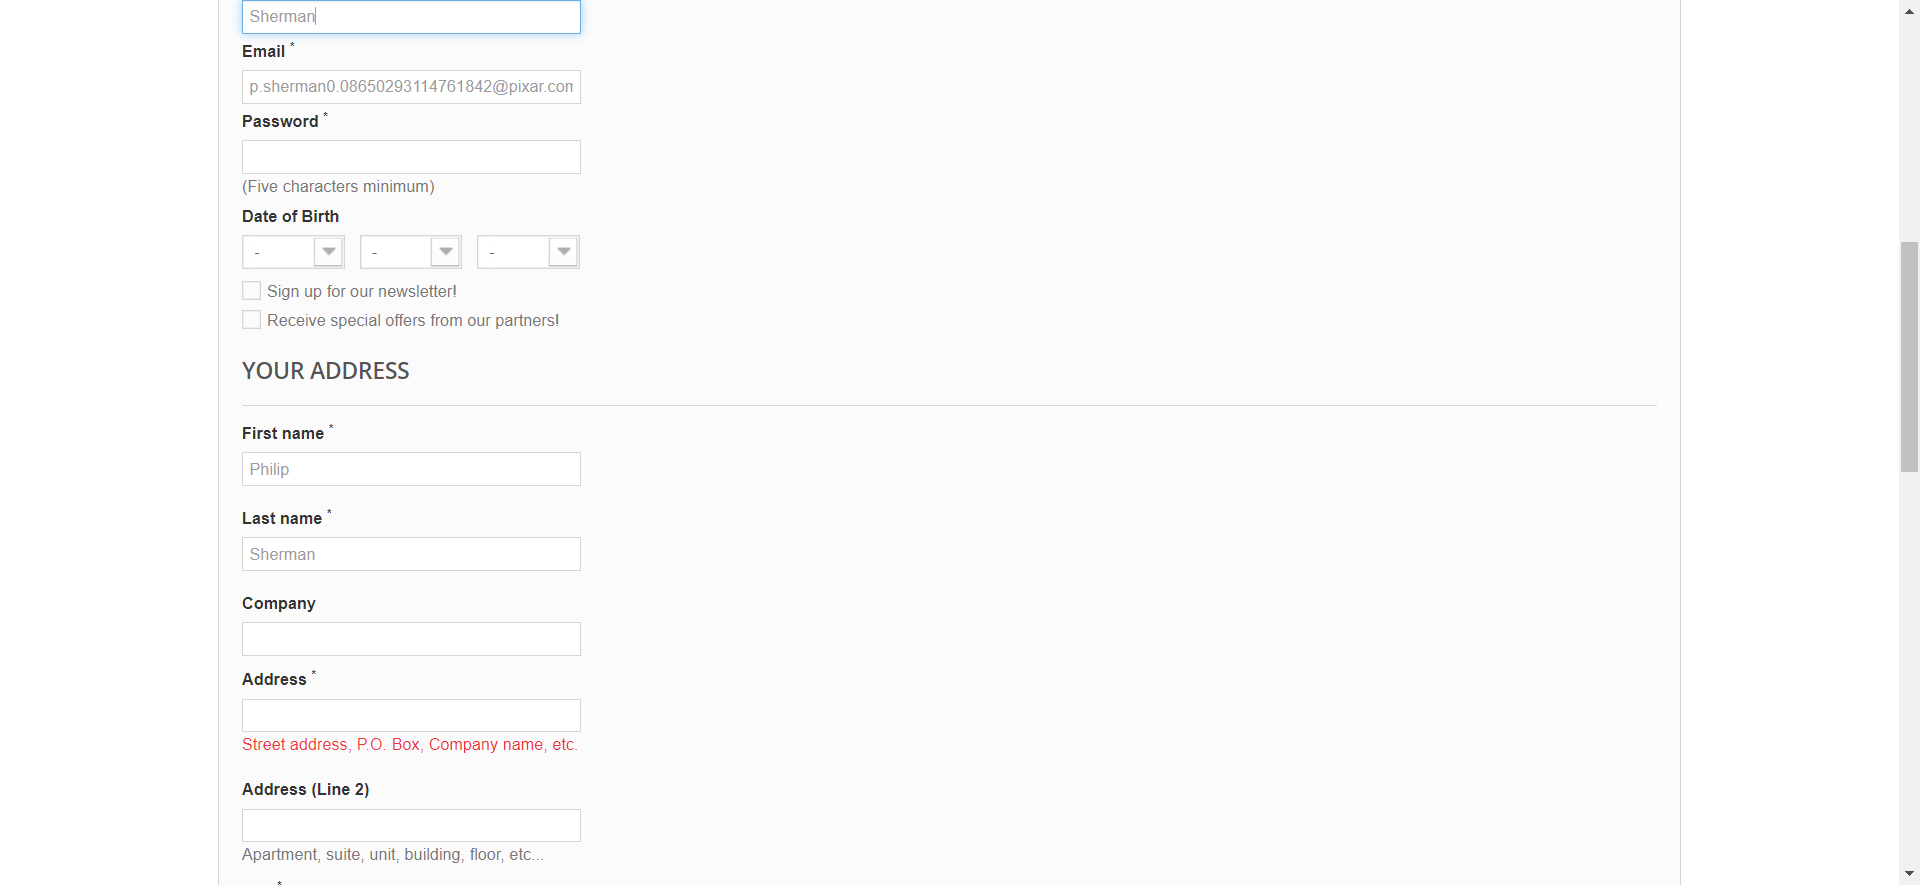 Sherman
Email *
p.sherman0.08650293114761842@pixar.com
Password *
(Five characters minimum)
Date of Birth
- - -
Sign up for our newsletter!
Receive special offers from our partners!
YOUR ADDRESS
First name *
Philip
Last name *
Sherman
Company
Address *
Street address, P.O. Box, Company name, etc.
Address (Line 2)
Apartment, suite, unit, building, floor, etc...
*